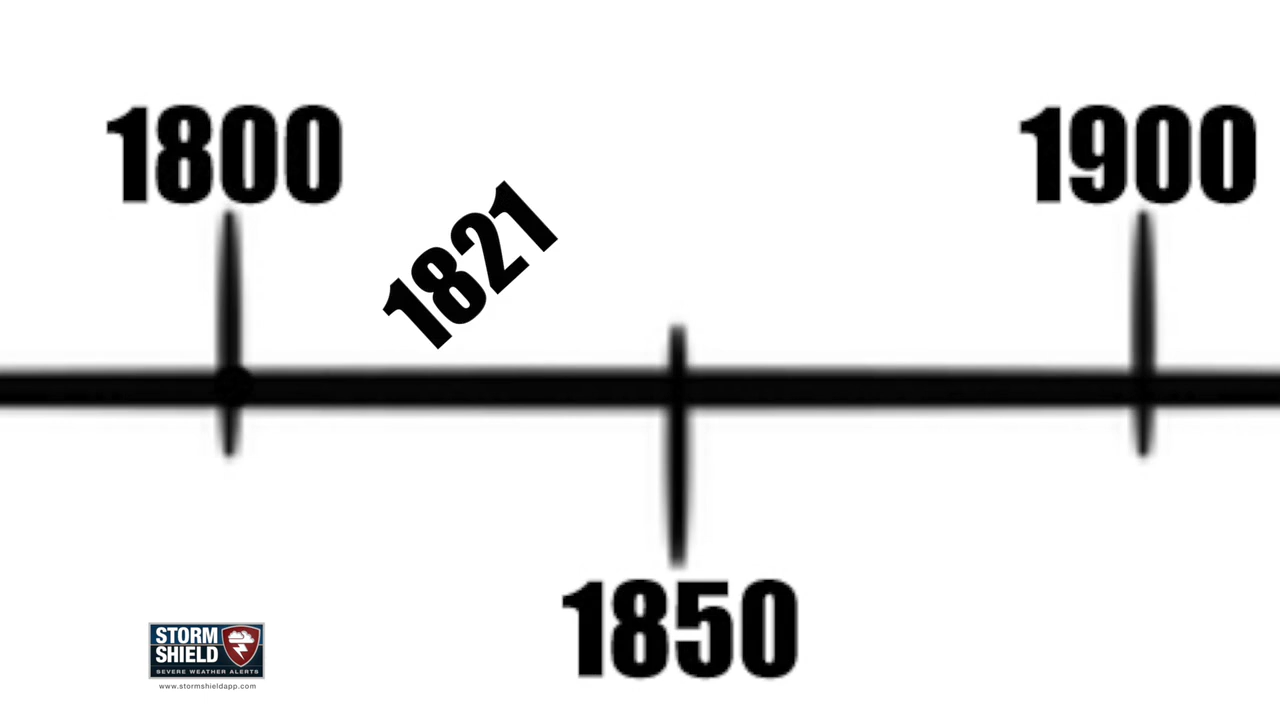 1800
1900
1821
1850
STORM
SHIELD
SEVERE WEATHER ALERTS
www.stormshieldapp.com